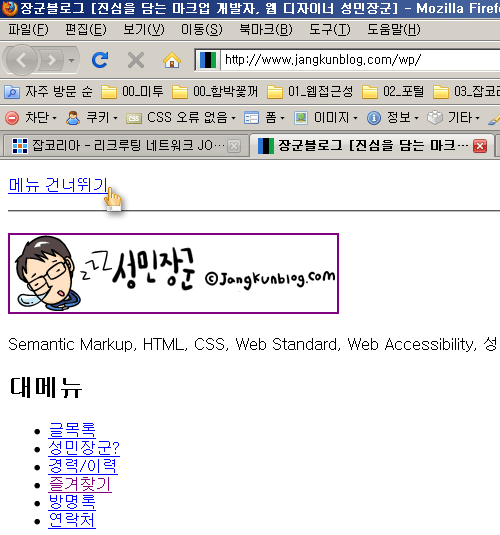 장군블로그 [진심을 담는 마크업 개발자, 웹 디자이너 성민장군] - Mozilla Firef
파일(F) 편집(E) 보기(V) 이동(S) 북마크(B) 도구(T) 도움말(H)
http://www.jangkunblog.com/wp/
자주 방문 순 00_미투 00_함박꽃꺼 01_웹접근성 02_포털 03_잡코
차단 쿠키 CSS 오류 없음 폼 이미지 정보 기타
잡코리아 - 리크루팅 네트워크 JO... 장군블로그 [진심을 담는 마크...
메뉴 건너뛰기
zzZ 성민장군 ©Jangkunblog.com
Semantic Markup, HTML, CSS, Web Standard, Web Accessibility, 성
대메뉴
글목록
성민장군?
경력/이력
즐겨찾기
방명록
연락처